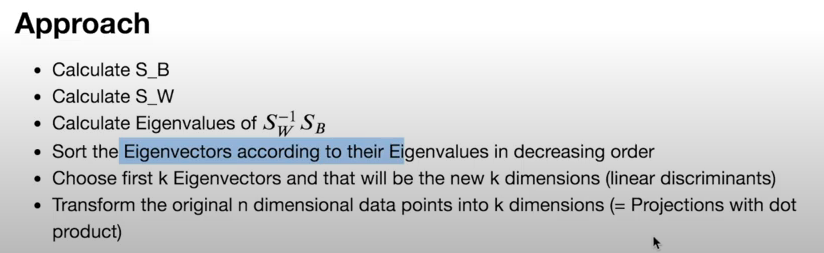 Approach
• Calculate S_B
• Calculate S_W
• Calculate Eigenvalues of $S_W^{-1} S_B$
• Sort the Eigenvectors according to their Eigenvalues in decreasing order
• Choose first k Eigenvectors and that will be the new k dimensions (linear discriminants)
• Transform the original n dimensional data points into k dimensions (= Projections with dot
product)